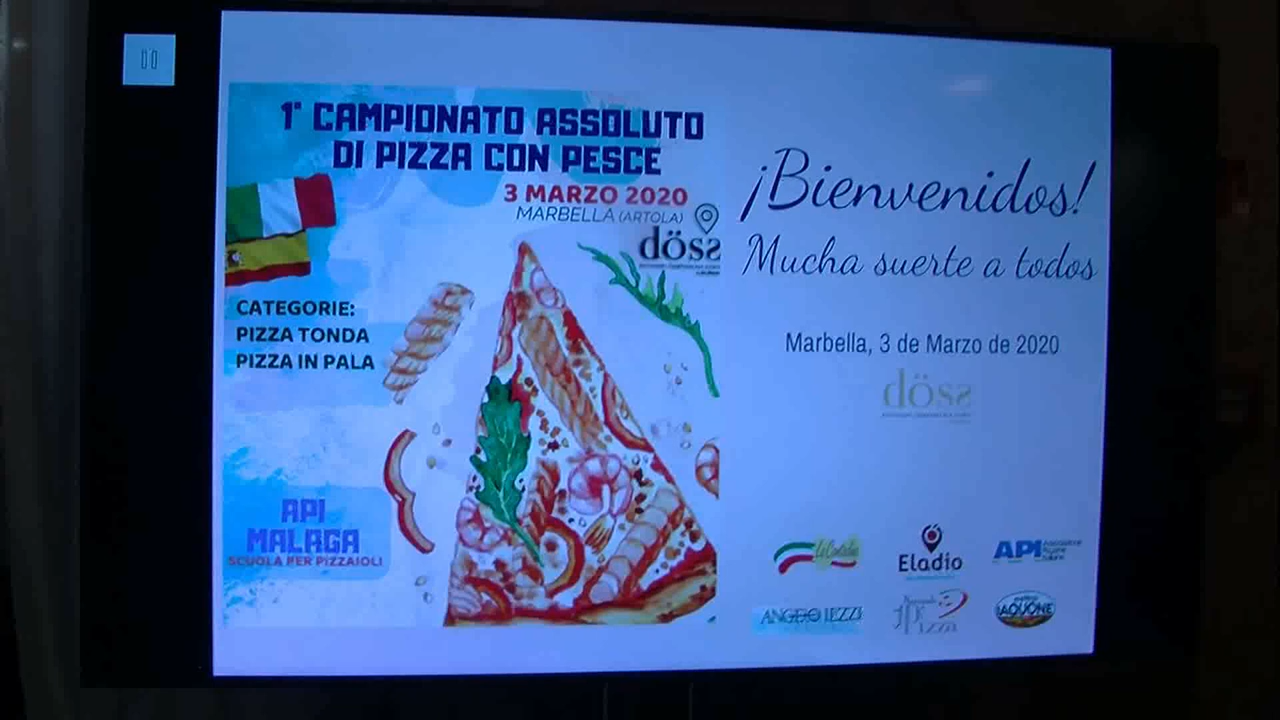 1° CAMPIONATO ASSOLUTO
DI PIZZA CON PESCE
3 MARZO 2020
MARBELLA (ARTOLA)
döss
CATEGORIE:
PIZZA TONDA
PIZZA IN PALA
API
MALAGA
SCUOLA PER PIZZAIOLI
¡Bienvenidos!
Mucha suerte a todos
Marbella, 3 de Marzo de 2020
döss
Eladio
API
ANGELO IEZZI
Pizza
IAQUONE